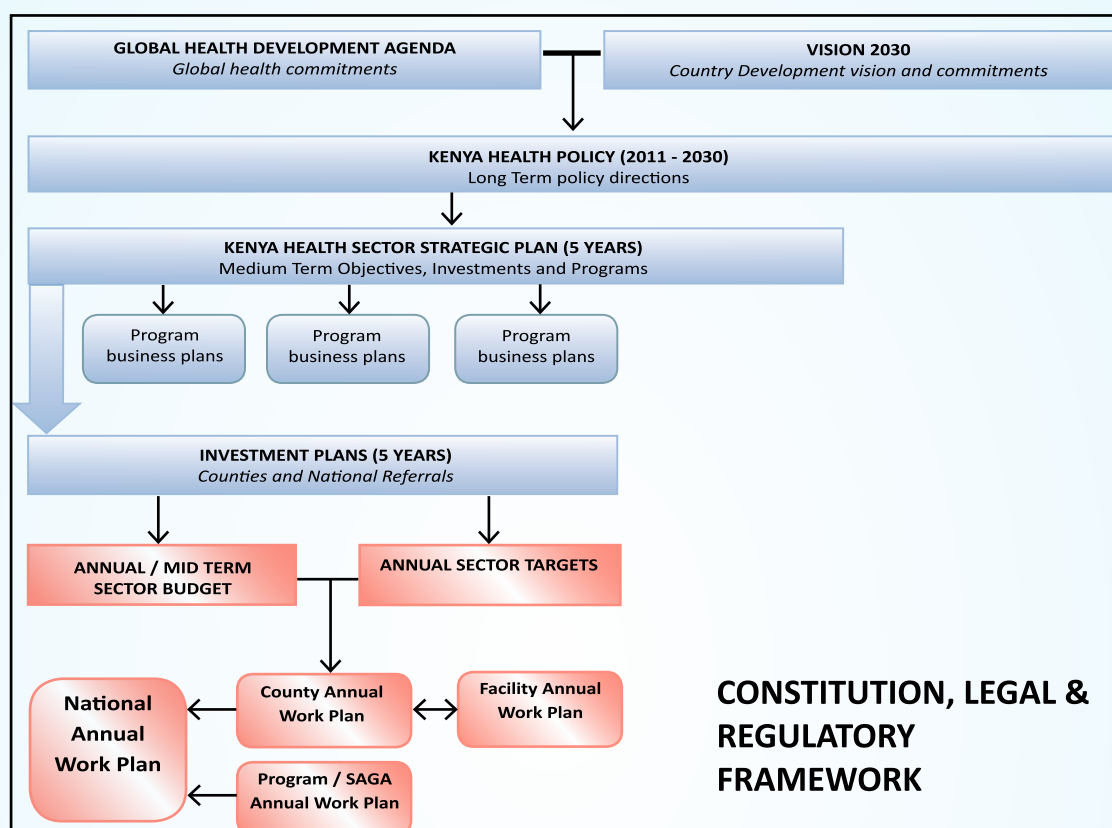 GLOBAL HEALTH DEVELOPMENT AGENDA
Global health commitments
VISION 2030
Country Development vision and commitments
KENYA HEALTH POLICY (2011 - 2030)
Long Term policy directions
KENYA HEALTH SECTOR STRATEGIC PLAN (5 YEARS)
Medium Term Objectives, Investments and Programs
Program
business plans
Program
business plans
Program
business plans
INVESTMENT PLANS (5 YEARS)
Counties and National Referrals
ANNUAL / MID TERM
SECTOR BUDGET
ANNUAL SECTOR TARGETS
National
Annual
Work Plan
County Annual
Work Plan
Facility Annual
Work Plan
Program / SAGA
Annual Work Plan
CONSTITUTION, LEGAL &
REGULATORY
FRAMEWORK